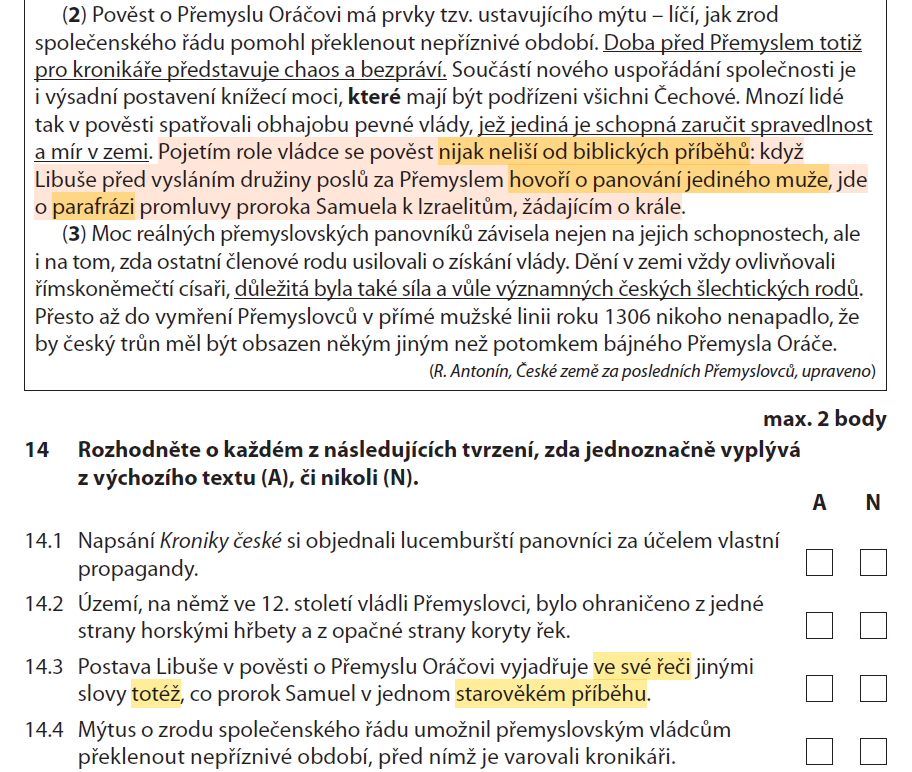 (2) Pověst o Přemyslu Oráčovi má prvky tzv. ustavujícího mýtu – líčí, jak zrod
společenského řádu pomohl překlenout nepříznivé období. Doba před Přemyslem totiž
pro kronikáře představuje chaos a bezpráví. Součástí nového uspořádání společnosti je
i výsadní postavení knížecí moci, které mají být podřízeni všichni Čechové. Mnozí lidé
tak v pověsti spatřovali obhajobu pevné vlády, jež jediná je schopná zaručit spravedlnost
a mír v zemi. Pojetím role vládce se pověst nijak neliší od biblických příběhů: když
Libuše před vysláním družiny poslů za Přemyslem hovoří o panování jediného muže, jde
o parafrázi promluvy proroka Samuela k Izraelitům, žádajícím o krále.
(3) Moc reálných přemyslovských panovníků závisela nejen na jejich schopnostech, ale
i na tom, zda ostatní členové rodu usilovali o získání vlády. Dění v zemi vždy ovlivňovali
římskoněmečtí císaři, důležitá byla také síla a vůle významných českých šlechtických rodů.
Přesto až do vymření Přemyslovců v přímé mužské linii roku 1306 nikoho nenapadlo, že
by český trůn měl být obsazen někým jiným než potomkem bájného Přemysla Oráče.
(R. Antonín, České země za posledních Přemyslovců, upraveno)
max. 2 body
14 Rozhodněte o každém z následujících tvrzení, zda jednoznačně vyplývá
z výchozího textu (A), či nikoli (N).
A N
14.1 Napsání Kroniky české si objednali lucemburští panovníci za účelem vlastní
propagandy.
14.2 Území, na němž ve 12. století vládli Přemyslovci, bylo ohraničeno z jedné
strany horskými hřbety a z opačné strany koryty řek.
14.3 Postava Libuše v pověsti o Přemyslu Oráčovi vyjadřuje ve své řeči jinými
slovy totéž, co prorok Samuel v jednom starověkém příběhu.
14.4 Mýtus o zrodu společenského řádu umožnil přemyslovským vládcům
překlenout nepříznivé období, před nímž je varovali kronikáři.